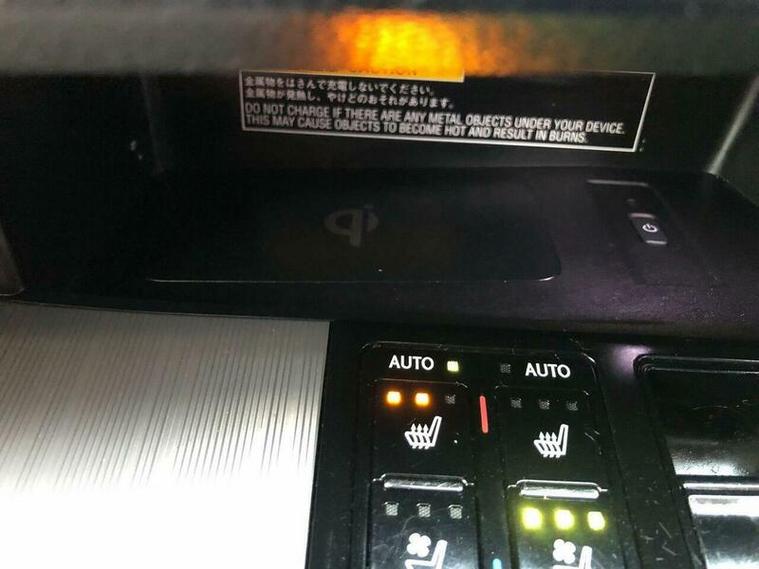 CAUTION
金属物をはさんで充電しないでください。
金属物が発熱し、やけどのおそれがあります。
DO NOT CHARGE IF THERE ARE ANY METAL OBJECTS UNDER YOUR DEVICE.
THIS MAY CAUSE OBJECTS TO BECOME HOT AND RESULT IN BURNS.
qi
AUTO AUTO